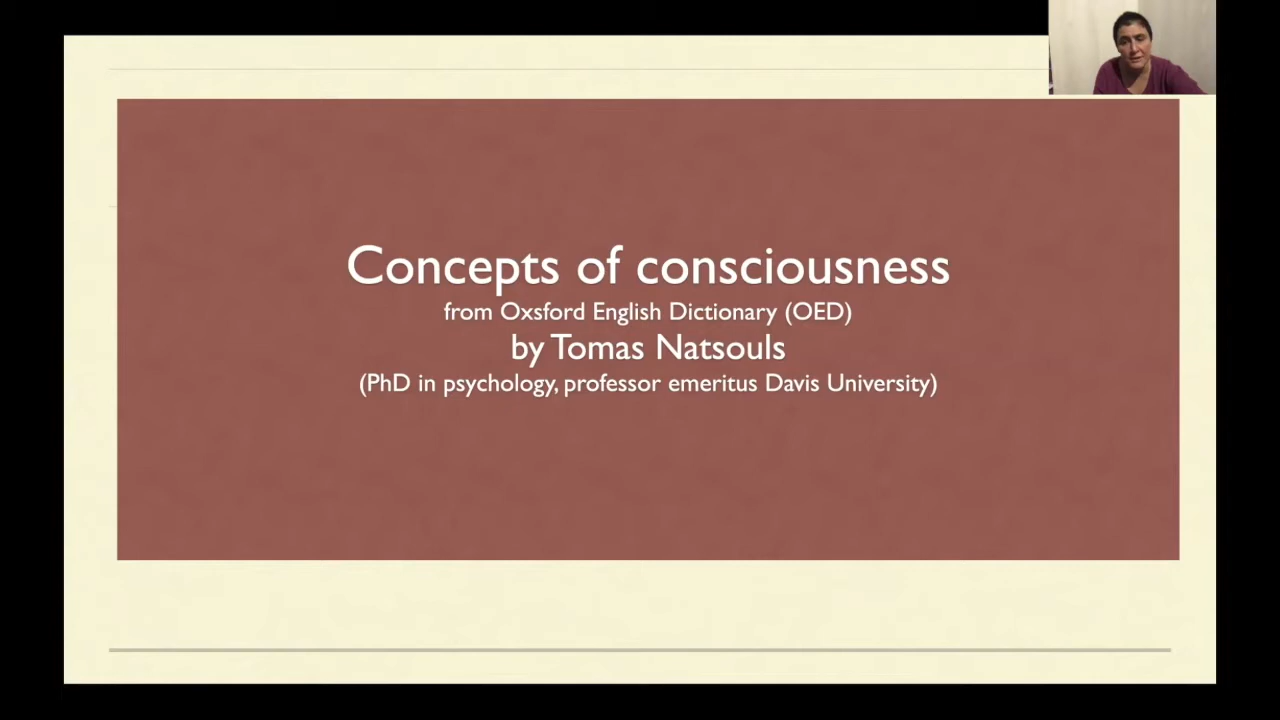 Concepts of consciousness
from Oxsford English Dictionary (OED)
by Tomas Natsouls
(PhD in psychology, professor emeritus Davis University)